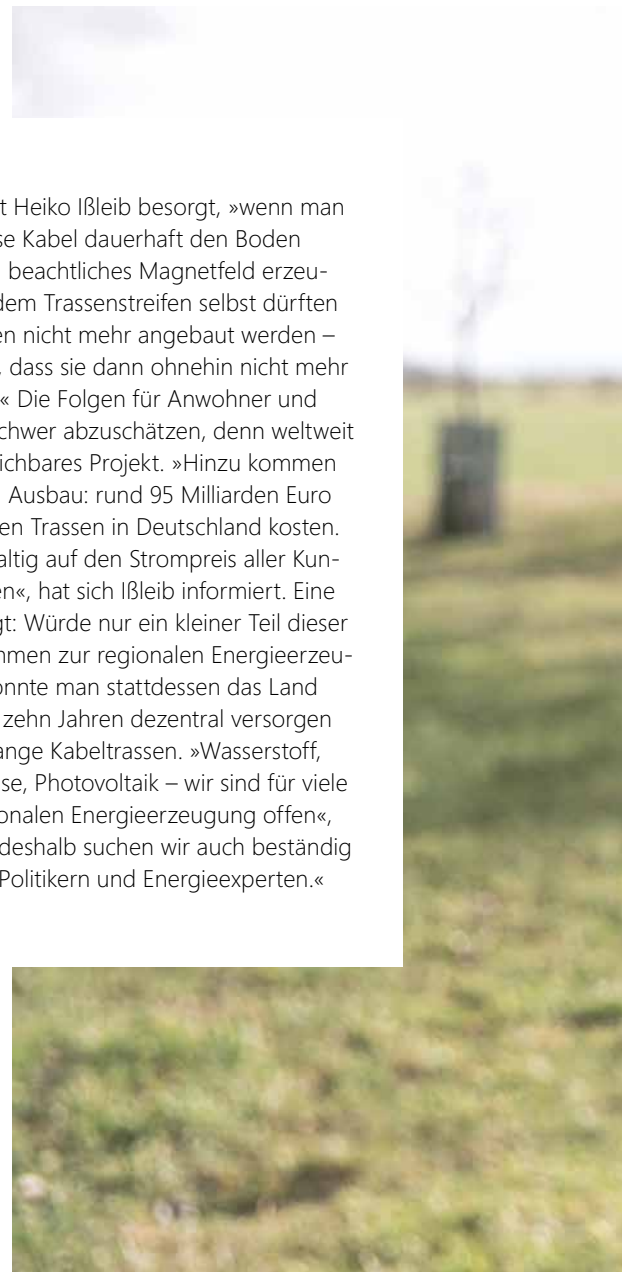 t Heiko Ißleib besorgt, »wenn man
se Kabel dauerhaft den Boden
beachtliches Magnetfeld erzeu-
dem Trassenstreifen selbst dürften
en nicht mehr angebaut werden –
, dass sie dann ohnehin nicht mehr
« Die Folgen für Anwohner und
chwer abzuschätzen, denn weltweit
ichbares Projekt. »Hinzu kommen
Ausbau: rund 95 Milliarden Euro
en Trassen in Deutschland kosten.
altig auf den Strompreis aller Kun-
en«, hat sich Ißleib informiert. Eine
gt: Würde nur ein kleiner Teil dieser
hmen zur regionalen Energieerzeu-
onnte man stattdessen das Land
zehn Jahren dezentral versorgen
ange Kabeltrassen. »Wasserstoff,
se, Photovoltaik – wir sind für viele
onalen Energieerzeugung offen«,
deshalb suchen wir auch beständig
Politikern und Energieexperten.«